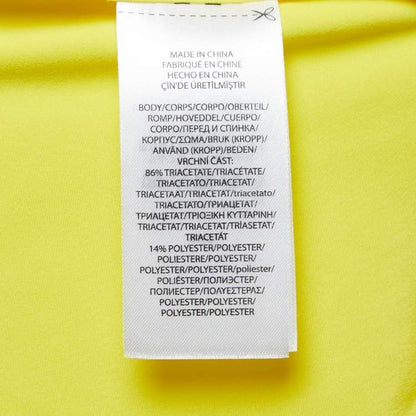 MADE IN CHINA
FABRIQUÉ EN CHINE
HECHO EN CHINA
ÇİN'DE ÜRETİLMİŞTİR
BODY/CORPS/CORPO/OBERTEIL/
ROMP/HOVEDDEL/CUERPO/
CORPO/ПЕРЕД И СПИНКА/
КОРПУС/ΣΩΜΑ/BRUK (KROPP)/
ANVÄND (KROPP)/BEDEN/
VRCHNÍ ČÁST:
86% TRIACETATE/TRIACÉTATE/
TRIACETATO/TRIACETAT/
TRIACETAAT/TRIACETAT/triacetato/
TRIACETATO/ТРИАЦЕТАТ/
ТРИАЦЕТАТ/ΤΡΙΟΞΙΚΗ ΚΥΤΤΑΡΙΝΗ/
TRIACETAT/TRIACETAT/TRİASETAT/
TRIACETÁT
14% POLYESTER/POLYESTER/
POLIESTERE/POLYESTER/
POLYESTER/POLYESTER/poliester/
POLIÉSTER/ПОЛИЭСТЕР/
ПОЛИЕСТЕР/ΠΟΛΥΕΣΤΕΡΑΣ/
POLYESTER/POLYESTER/
POLYESTER/POLYESTER